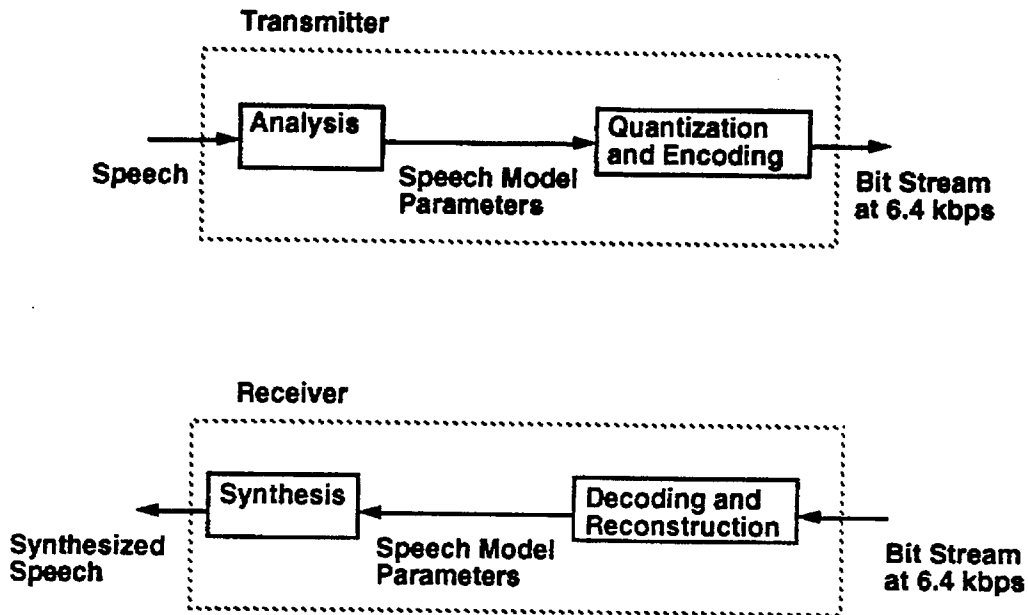 Transmitter
Analysis
Quantization
and Encoding
Speech
Speech Model
Parameters
Bit Stream
at 6.4 kbps
Receiver
Synthesis
Decoding and
Reconstruction
Synthesized
Speech
Speech Model
Parameters
Bit Stream
at 6.4 kbps